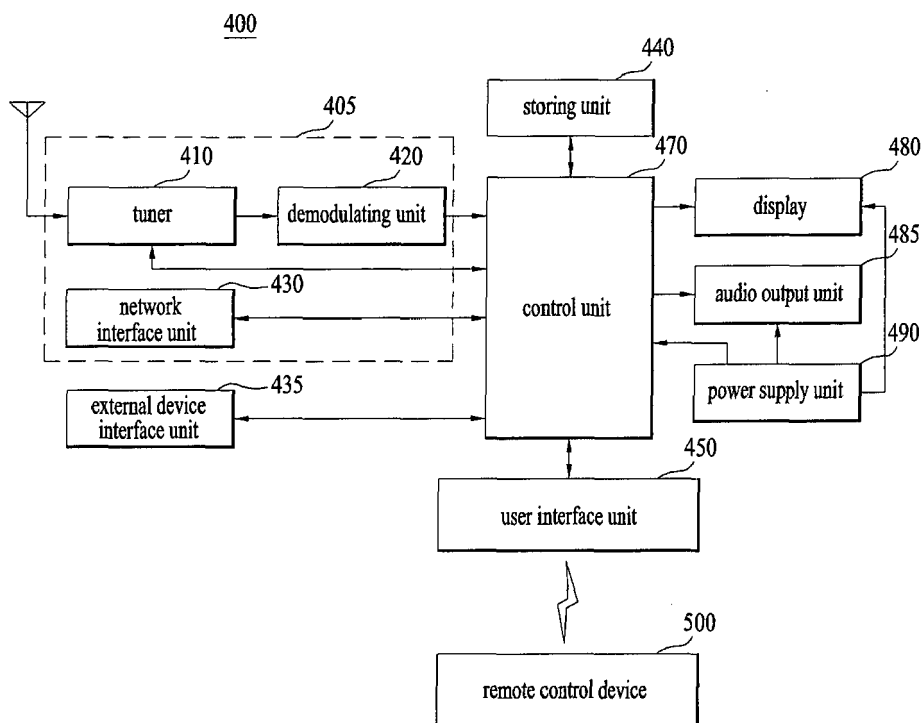 400
440
storing unit
405
410
tuner
420
demodulating unit
470
control unit
480
display
485
audio output unit
430
network
interface unit
490
power supply unit
435
external device
interface unit
450
user interface unit
500
remote control device